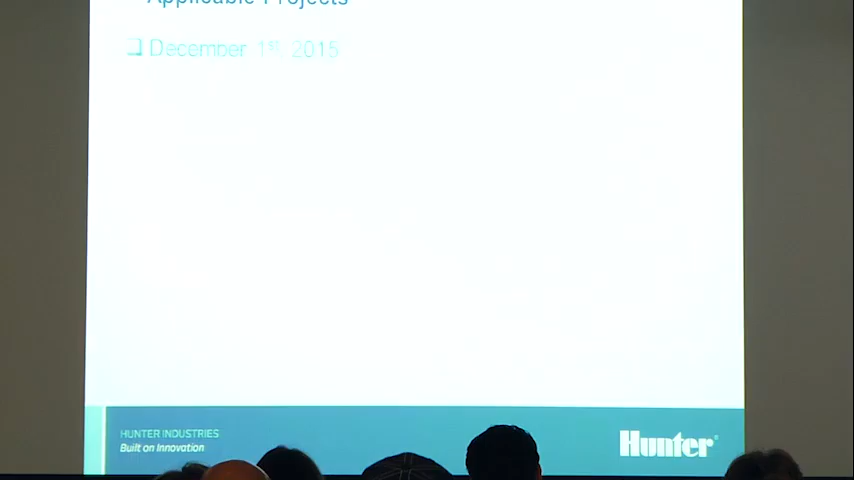 Applicable Projects
❑ December 1st, 2015
HUNTER INDUSTRIES
Built on Innovation
Hunter®